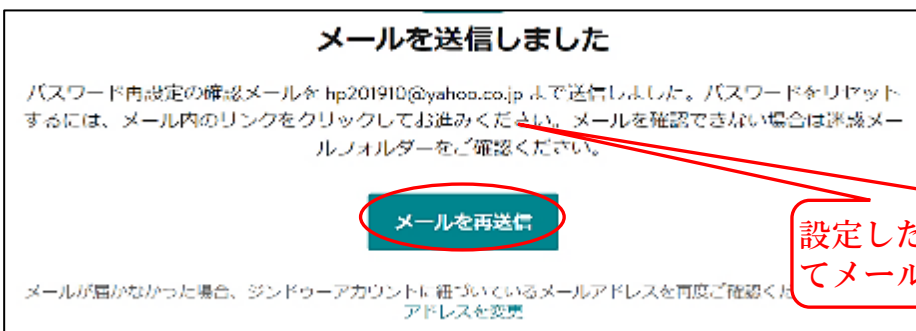 メールを送信しました
パスワード再設定の確認メールを hp201910@yahoo.co.jp まで送信しました。パスワードをリセット
するには、メール内のリンクをクリックしてお進みください。メールを確認できない場合は迷惑メー
ルフォルダーをご確認ください。
メールを再送信
設定した
てメール
メールが届かなかった場合、ジンドゥーアカウントに紐づいているメールアドレスを再度ご確認くだ
アドレスを変更